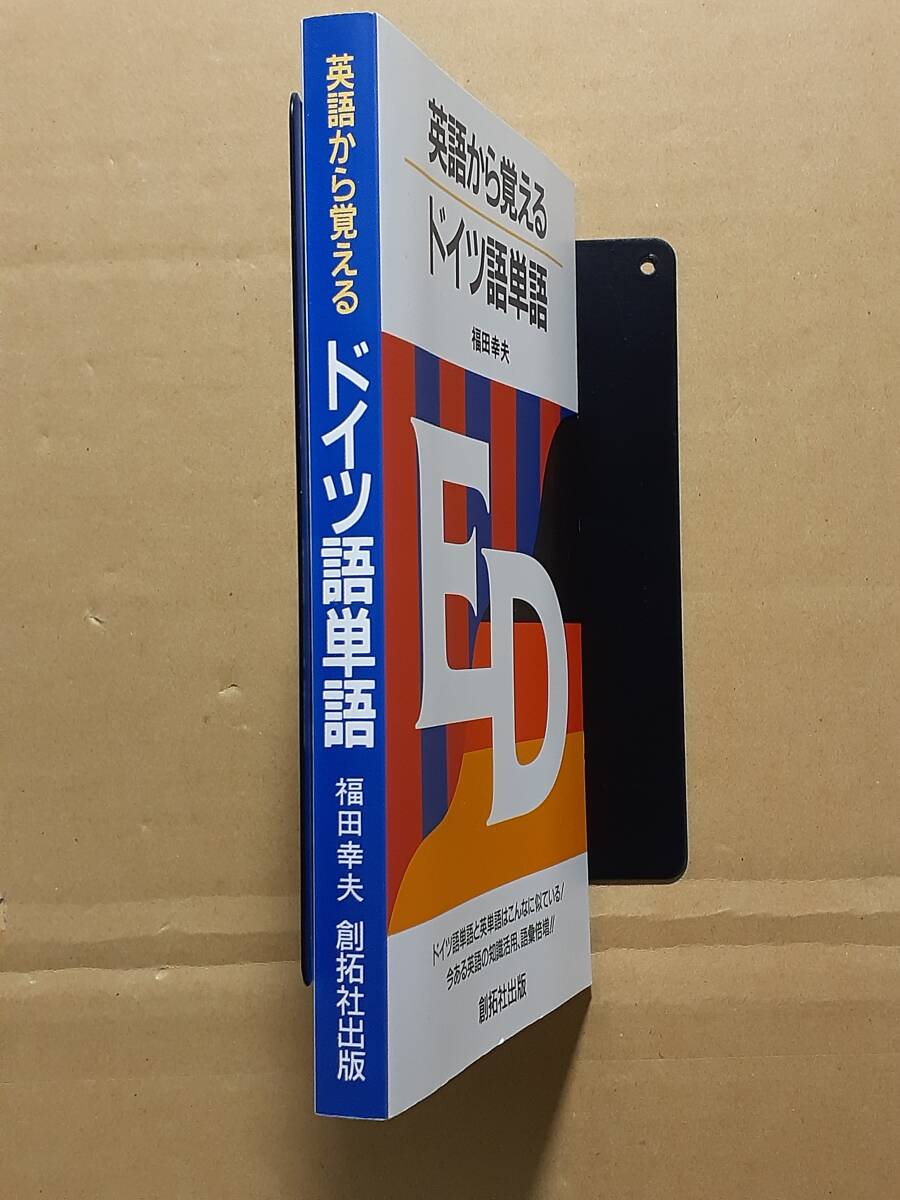 英語から覚える ドイツ語単語 福田幸夫 創拓社出版
英語から覚える
ドイツ語単語
福田幸夫
ED
ドイツ語単語と英単語はこんなに似ている!
今ある英語の知識活用、語彙倍増!!
創拓社出版